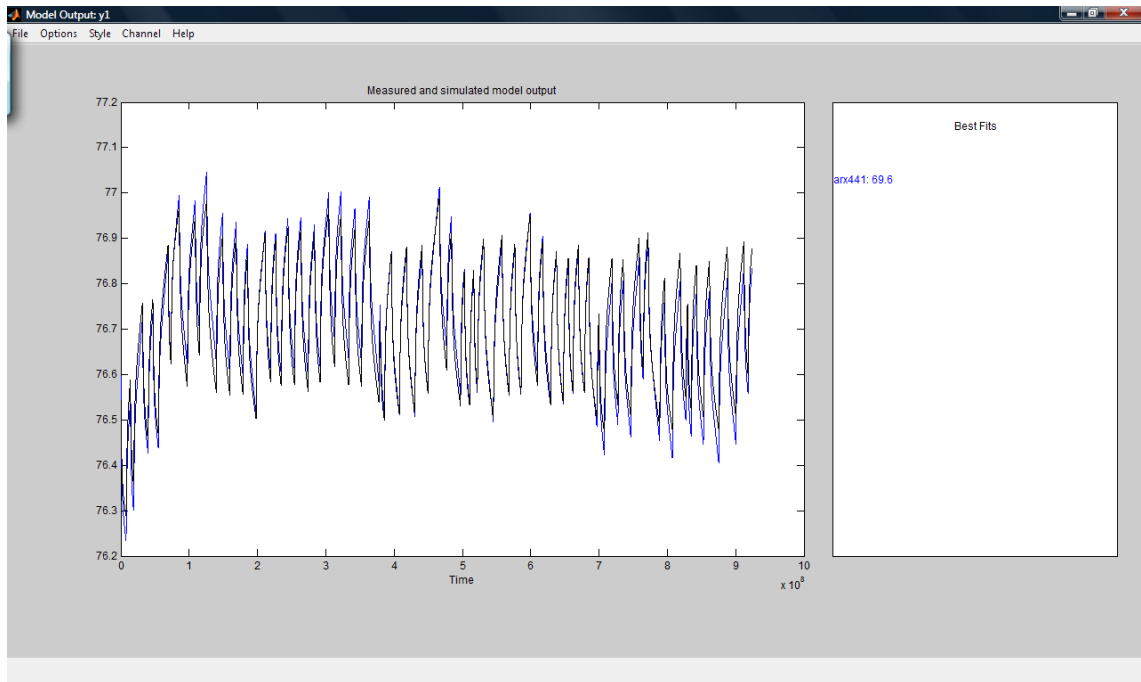 Model Output: y1
File Options Style Channel Help
Measured and simulated model output
77.2
77.1
77
76.9
76.8
76.7
76.6
76.5
76.4
76.3
76.2
0 1 2 3 4 5 6 7 8 9 10
Time
x 10^8
Best Fits
arx441: 69.6